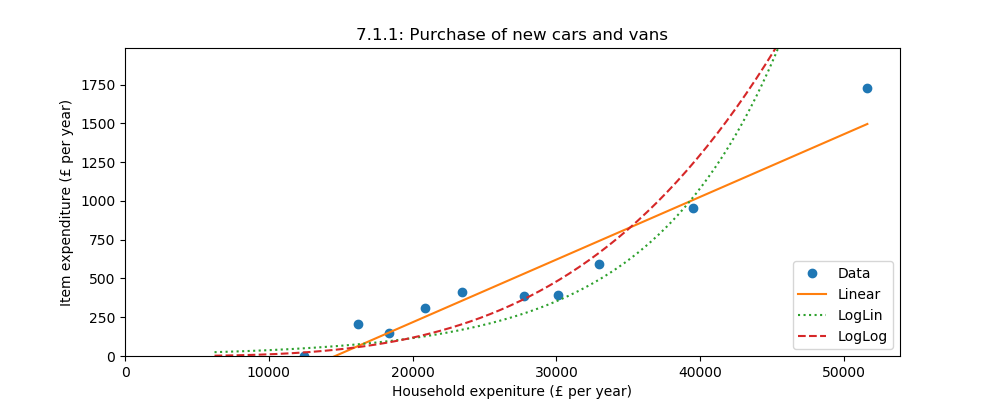 7.1.1: Purchase of new cars and vans
Item expenditure (£ per year)
1750
1500
1250
1000
750
500
250
0
0 10000 20000 30000 40000 50000
Household expeniture (£ per year)
Data
Linear
LogLin
LogLog